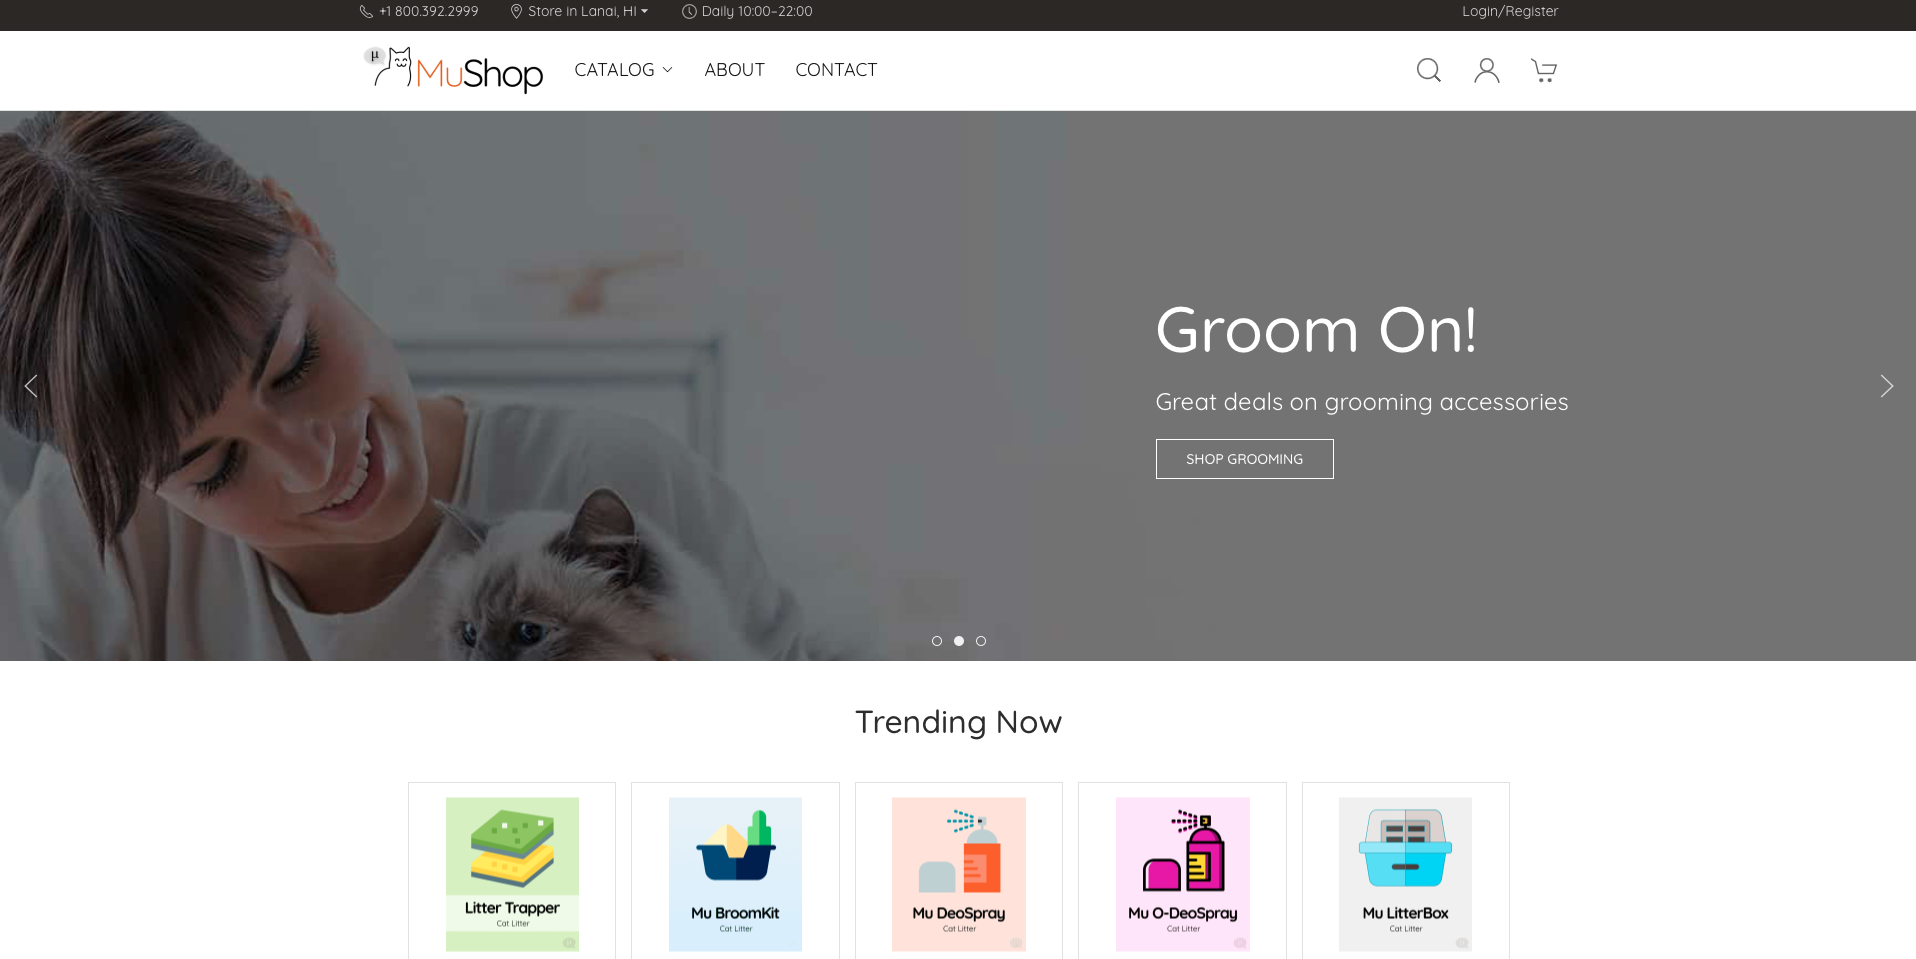 +1 800.392.2999 Store in Lanai, HI Daily 10:00–22:00 Login/Register
µ MuShop CATALOG ABOUT CONTACT
Groom On!
Great deals on grooming accessories
SHOP GROOMING
Trending Now
Litter Trapper
Cat Litter
Mu BroomKit
Cat Litter
Mu DeoSpray
Cat Litter
Mu O-DeoSpray
Cat Litter
Mu LitterBox
Cat Litter